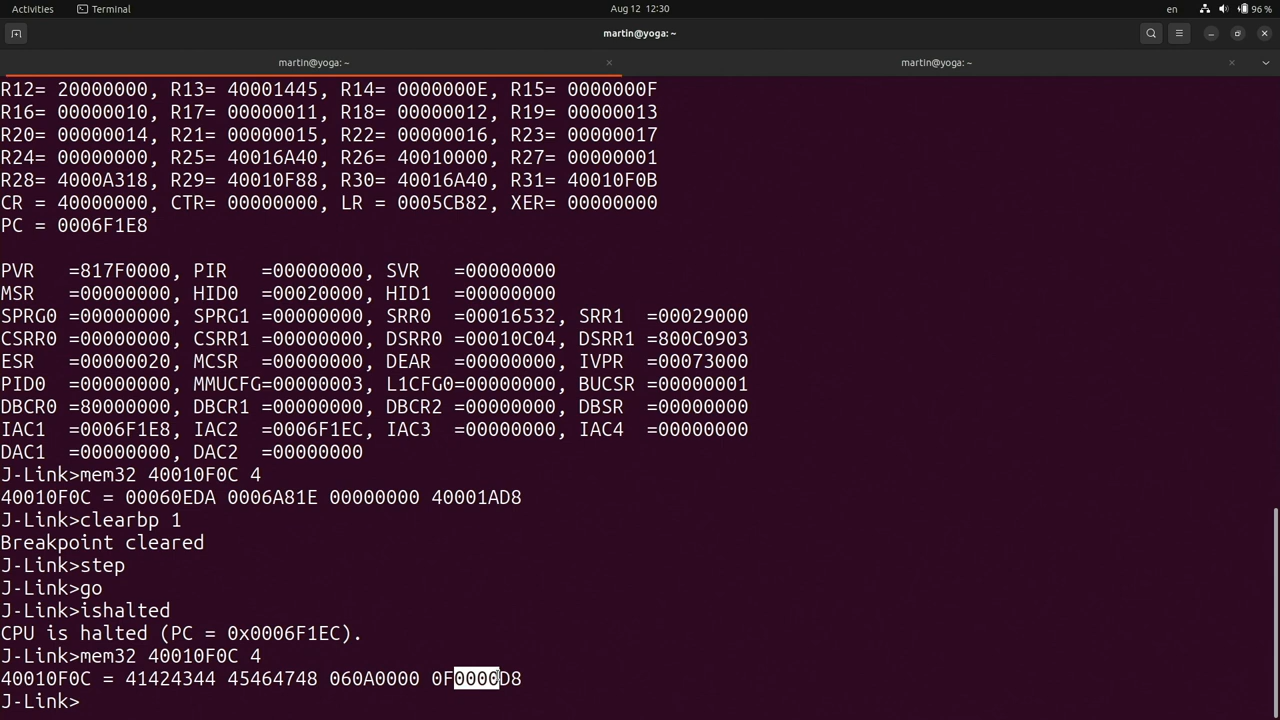 Activities Terminal Aug 12 12:30 en 96 %
martin@yoga: ~
martin@yoga: ~ martin@yoga: ~
R12= 20000000, R13= 40001445, R14= 0000000E, R15= 0000000F
R16= 00000010, R17= 00000011, R18= 00000012, R19= 00000013
R20= 00000014, R21= 00000015, R22= 00000016, R23= 00000017
R24= 00000000, R25= 40016A40, R26= 40010000, R27= 00000001
R28= 4000A318, R29= 40010F88, R30= 40016A40, R31= 40010F0B
CR = 40000000, CTR= 00000000, LR = 0005CB82, XER= 00000000
PC = 0006F1E8
PVR   =817F0000, PIR   =00000000, SVR   =00000000
MSR   =00000000, HID0  =00020000, HID1  =00000000
SPRG0 =00000000, SPRG1 =00000000, SRR0  =00016532, SRR1  =00029000
CSRR0 =00000000, CSRR1 =00000000, DSRR0 =00010C04, DSRR1 =800C0903
ESR   =00000020, MCSR  =00000000, DEAR  =00000000, IVPR  =00073000
PID0  =00000000, MMUCFG=00000003, L1CFG0=00000000, BUCSR =00000001
DBCR0 =80000000, DBCR1 =00000000, DBCR2 =00000000, DBSR  =00000000
IAC1  =0006F1E8, IAC2  =0006F1EC, IAC3  =00000000, IAC4  =00000000
DAC1  =00000000, DAC2  =00000000
J-Link>mem32 40010F0C 4
40010F0C = 00060EDA 0006A81E 00000000 40001AD8
J-Link>clearbp 1
Breakpoint cleared
J-Link>step
J-Link>go
J-Link>ishalted
CPU is halted (PC = 0x0006F1EC).
J-Link>mem32 40010F0C 4
40010F0C = 41424344 45464748 060A0000 0F0000D8
J-Link>